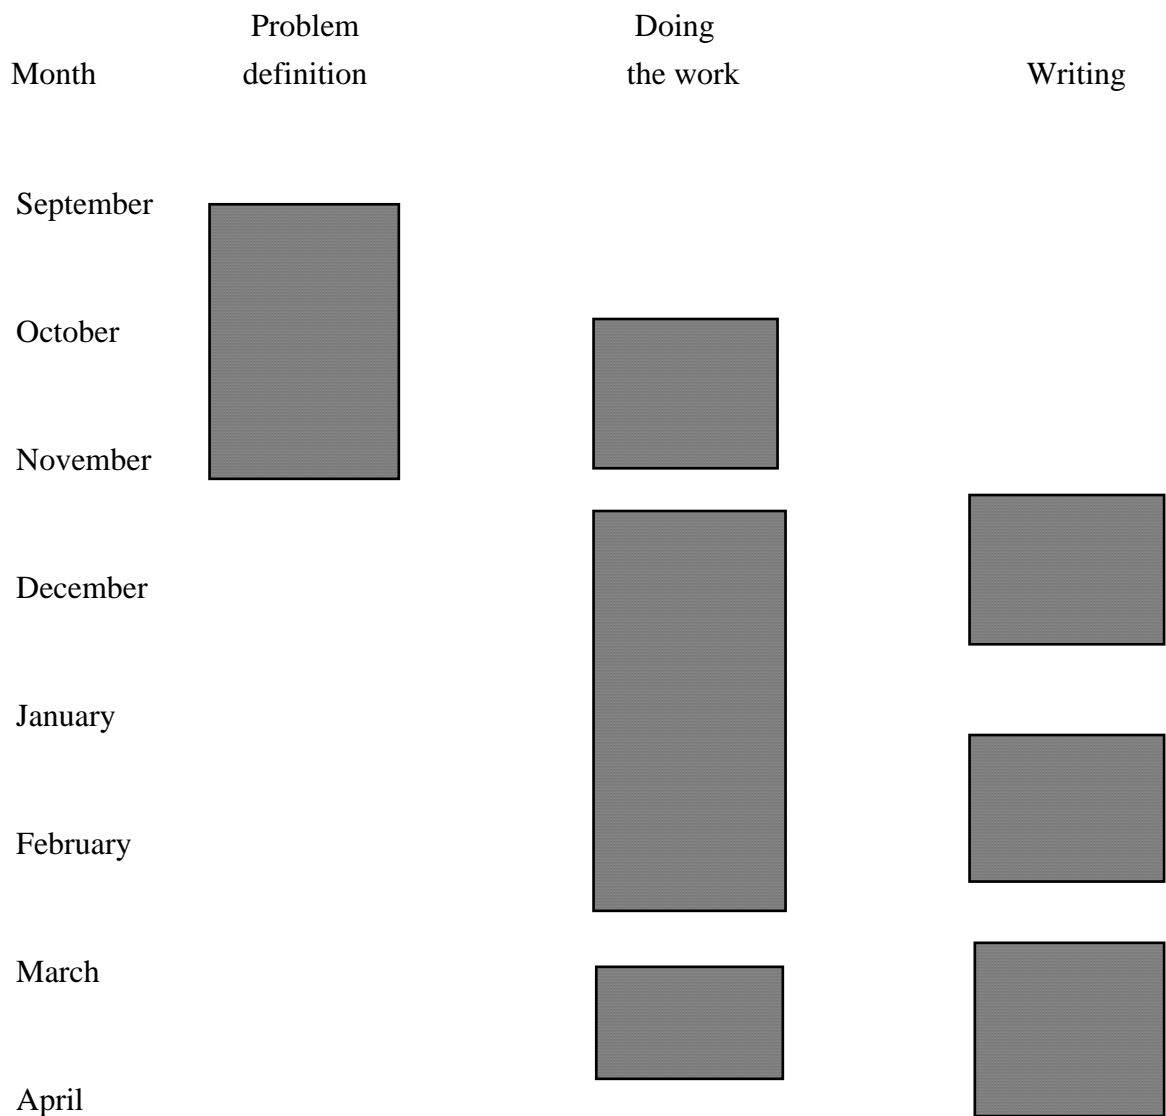 Problem Doing
Month definition the work Writing
September
October
November
December
January
February
March
April